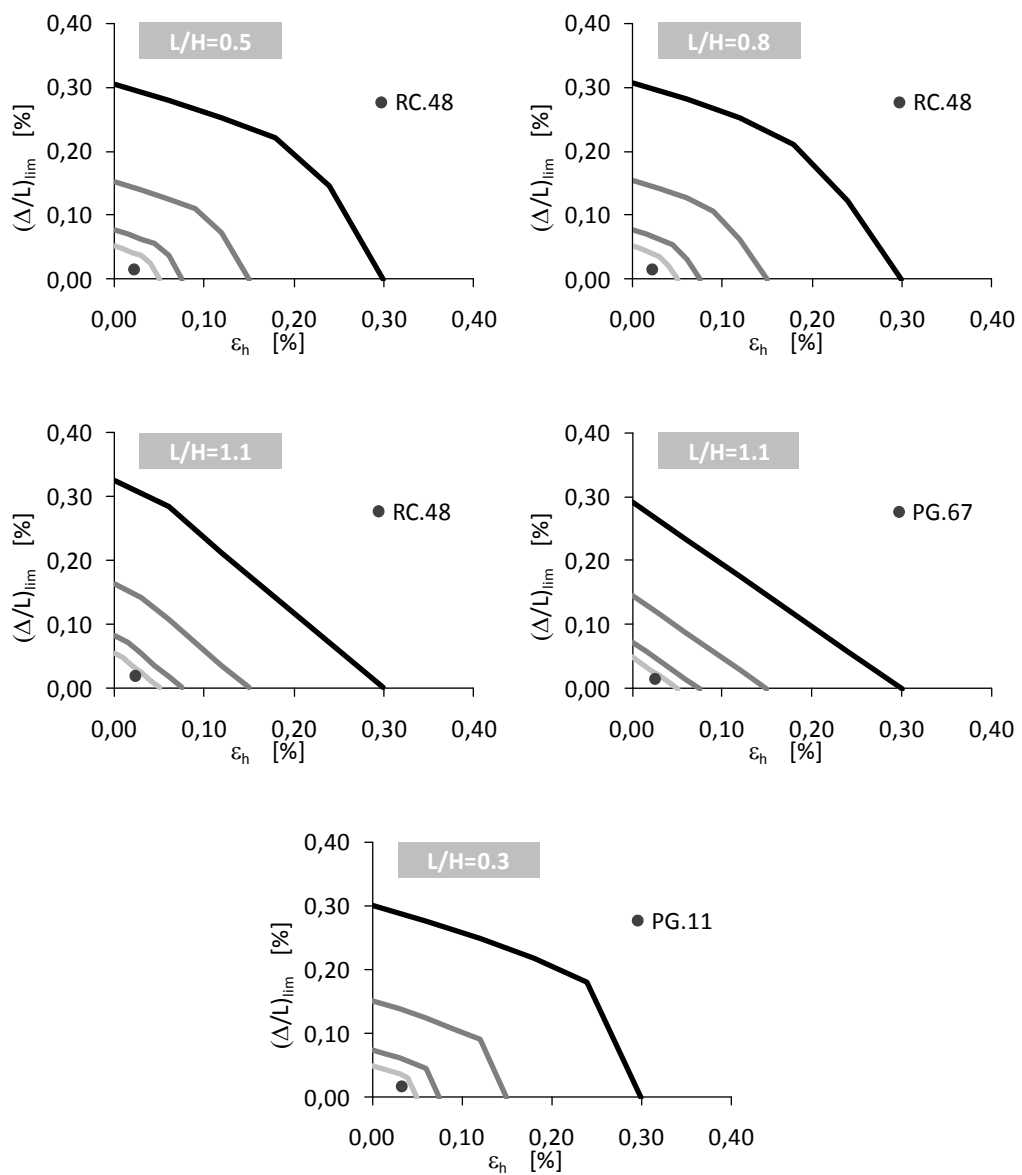 L/H=0.5
0,40
0,30
0,20
0,10
0,00
(Δ/L)lim [%]
RC.48
0,00 0,10 0,20 0,30 0,40
εh [%]
L/H=0.8
0,40
0,30
0,20
0,10
0,00
(Δ/L)lim [%]
RC.48
0,00 0,10 0,20 0,30 0,40
εh [%]
L/H=1.1
0,40
0,30
0,20
0,10
0,00
(Δ/L)lim [%]
RC.48
0,00 0,10 0,20 0,30 0,40
εh [%]
L/H=1.1
0,40
0,30
0,20
0,10
0,00
(Δ/L)lim [%]
PG.67
0,00 0,10 0,20 0,30 0,40
εh [%]
L/H=0.3
0,40
0,30
0,20
0,10
0,00
(Δ/L)lim [%]
PG.11
0,00 0,10 0,20 0,30 0,40
εh [%]